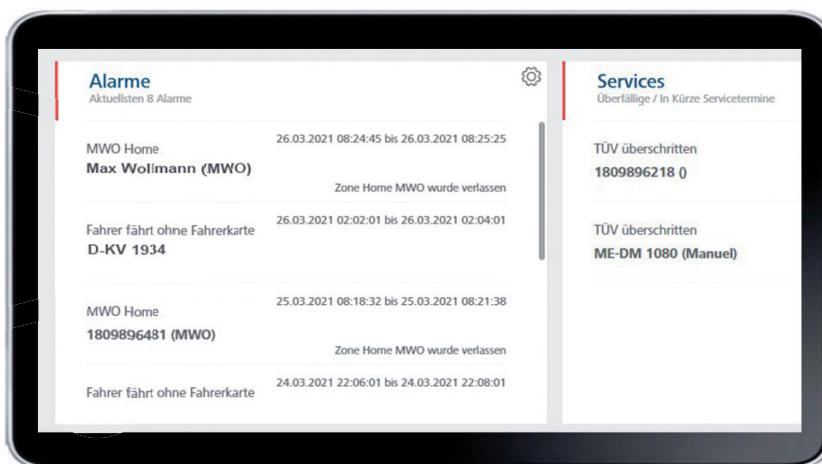 Alarme
Aktuellsten 8 Alarme
MWO Home
26.03.2021 08:24:45 bis 26.03.2021 08:25:25
Max Wollmann (MWO)
Zone Home MWO wurde verlassen
Fahrer fährt ohne Fahrerkarte
26.03.2021 02:02:01 bis 26.03.2021 02:04:01
D-KV 1934
MWO Home
25.03.2021 08:18:32 bis 25.03.2021 08:21:38
1809896481 (MWO)
Zone Home MWO wurde verlassen
Fahrer fährt ohne Fahrerkarte
24.03.2021 22:06:01 bis 24.03.2021 22:08:01
Services
Überfällige / In Kürze Servicetermine
TÜV überschritten
1809896218 ()
TÜV überschritten
ME-DM 1080 (Manuel)